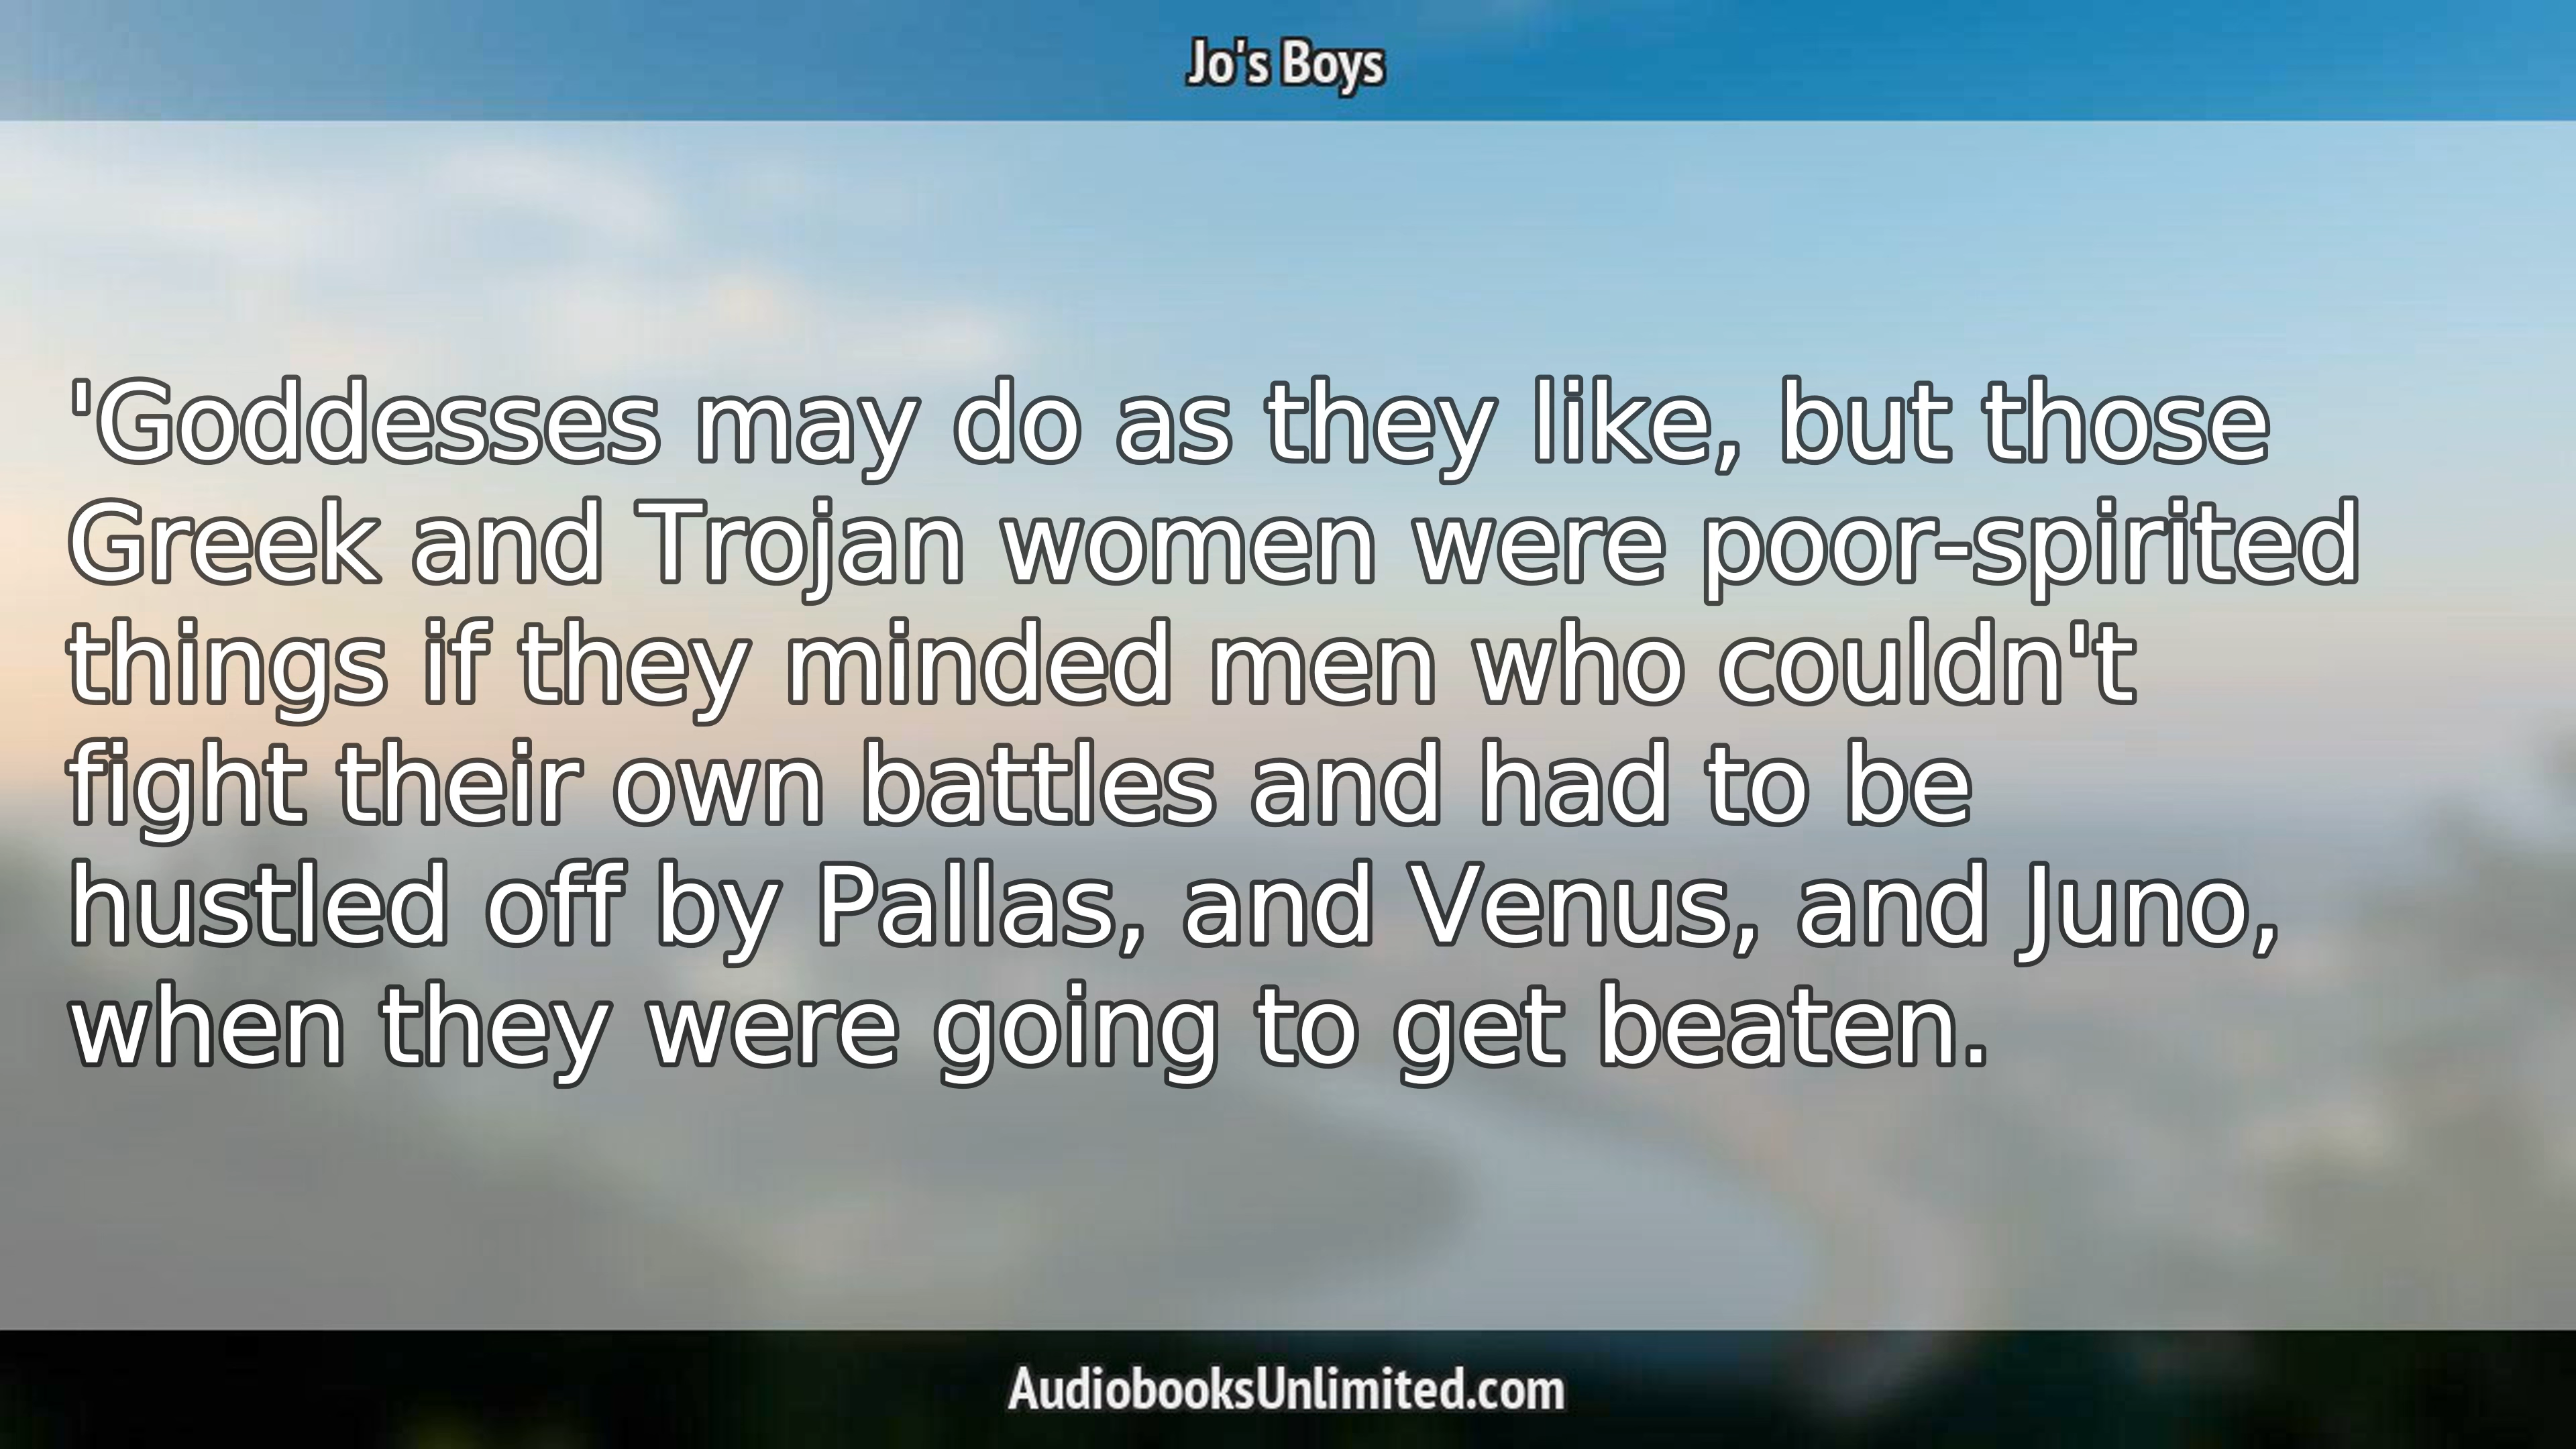 Jo's Boys
'Goddesses may do as they like, but those
Greek and Trojan women were poor-spirited
things if they minded men who couldn't
fight their own battles and had to be
hustled off by Pallas, and Venus, and Juno,
when they were going to get beaten.
AudiobooksUnlimited.com